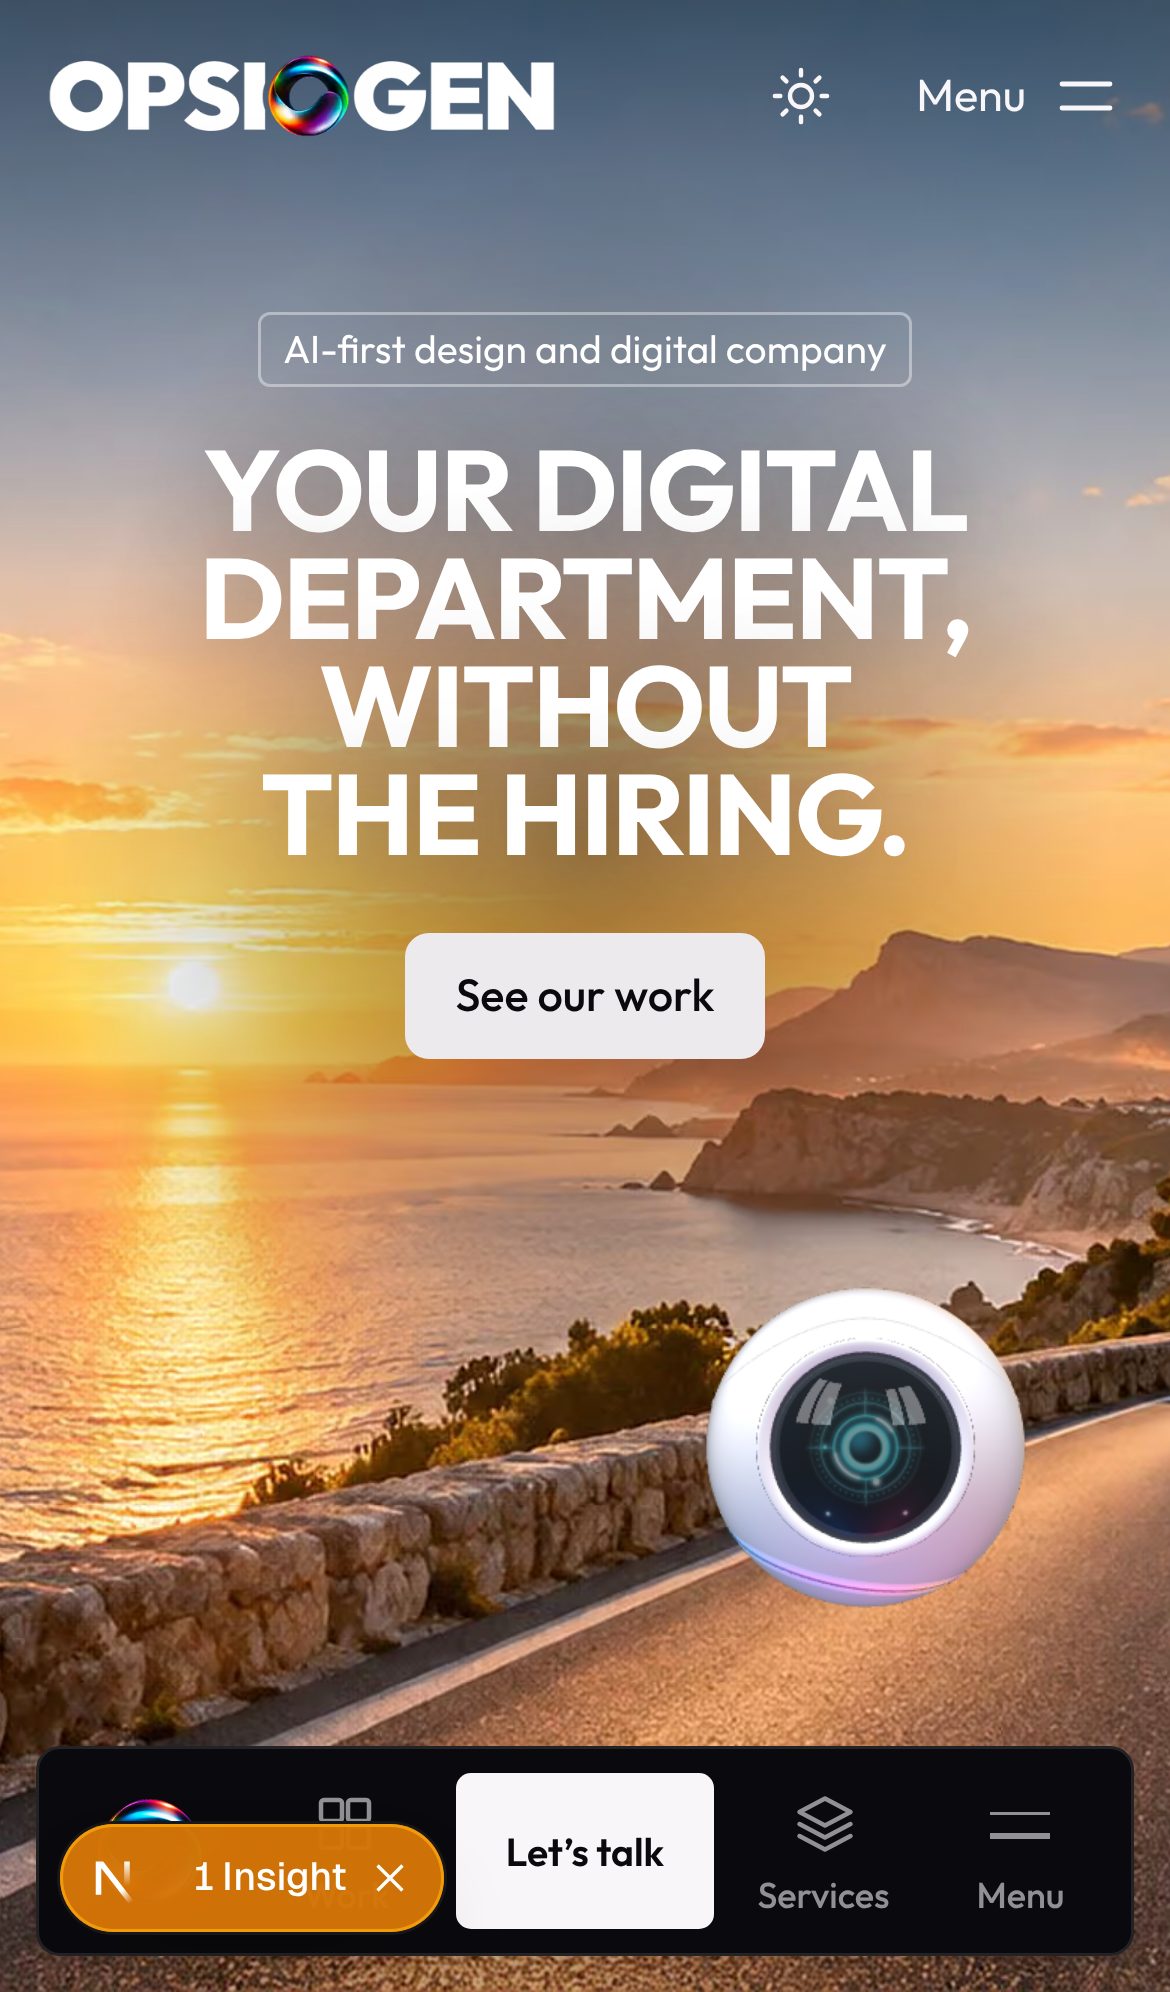 OPSIOGEN
Menu
AI-first design and digital company
YOUR DIGITAL
DEPARTMENT,
WITHOUT
THE HIRING.
See our work
1 Insight
Let's talk
Work
Services
Menu